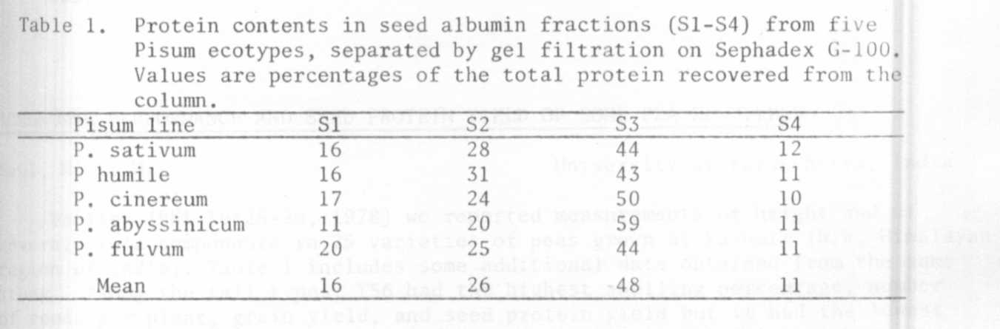 Table 1. Protein contents in seed albumin fractions (S1-S4) from five
Pisum ecotypes, separated by gel filtration on Sephadex G-100.
Values are percentages of the total protein recovered from the
column.
Pisum line S1 S2 S3 S4
P. sativum 16 28 44 12
P humile 16 31 43 11
P. cinereum 17 24 50 10
P. abyssinicum 10 20 59 11
P. fulvum 20 25 44 11
Mean 16 26 48 11